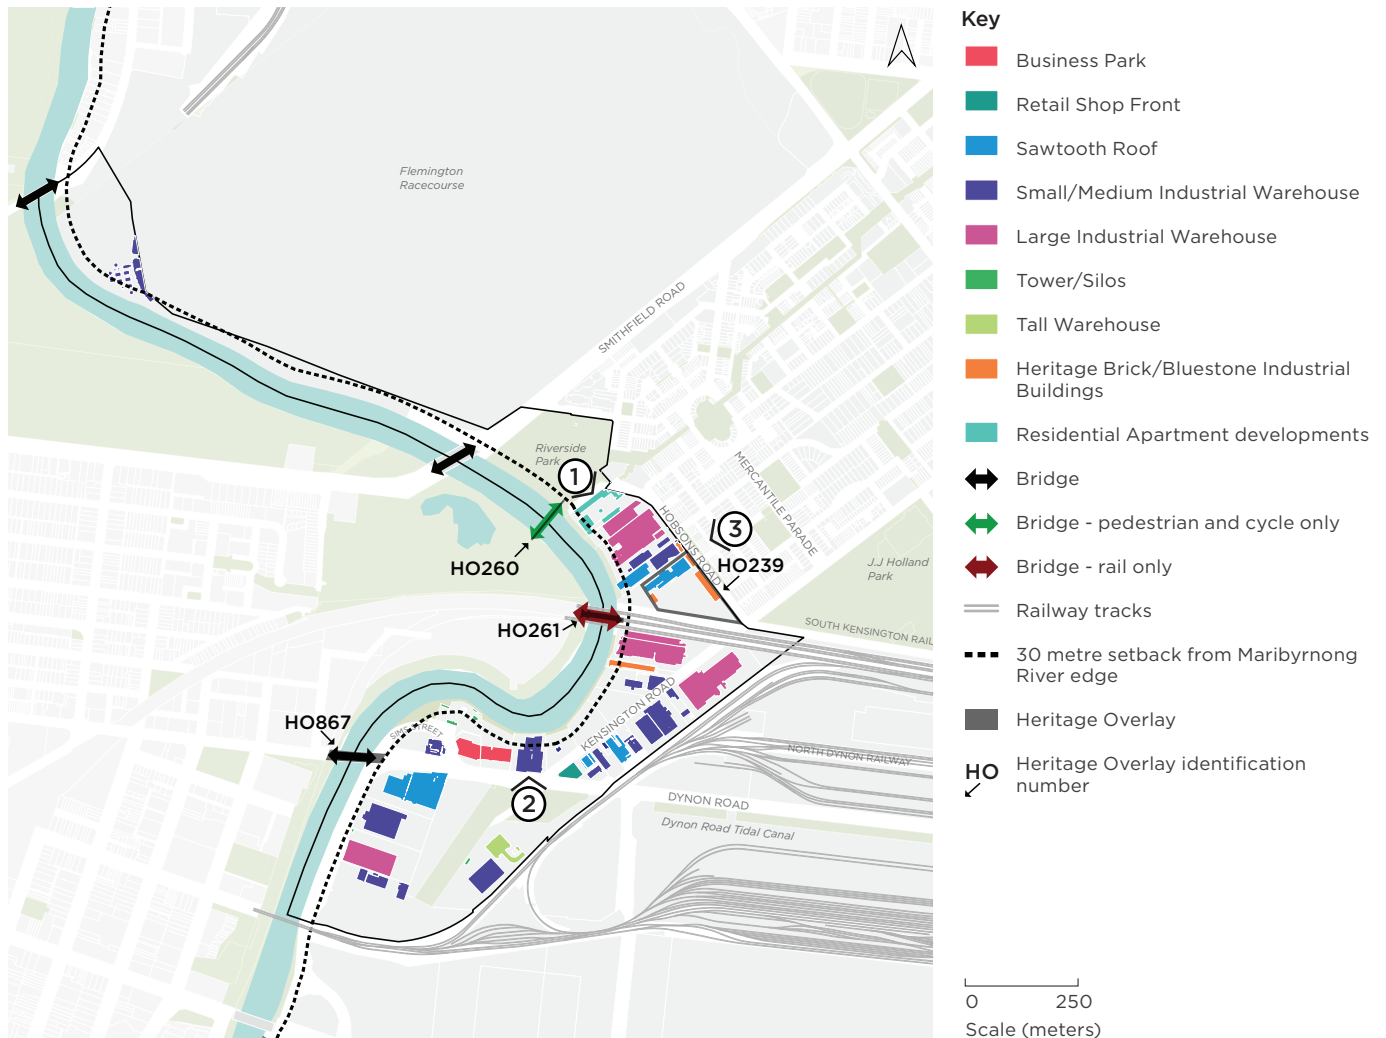 Flemington
Racecourse
SMITHFIELD ROAD
Riverside
Park
1
MERCANTILE PARADE
HOBSONS ROAD
3
HO239
J.J Holland
Park
HO260
HO261
SOUTH KENSINGTON RAIL
KENSINGTON ROAD
HO867
SIMS STREET
NORTH DYNON RAILWAY
2
DYNON ROAD
Dynon Road Tidal Canal
Key
Business Park
Retail Shop Front
Sawtooth Roof
Small/Medium Industrial Warehouse
Large Industrial Warehouse
Tower/Silos
Tall Warehouse
Heritage Brick/Bluestone Industrial
Buildings
Residential Apartment developments
Bridge
Bridge - pedestrian and cycle only
Bridge - rail only
Railway tracks
30 metre setback from Maribyrnong
River edge
Heritage Overlay
HO
Heritage Overlay identification
number
0 250
Scale (meters)